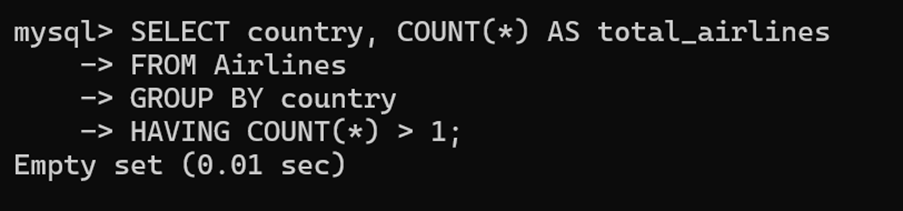 mysql> SELECT country, COUNT(*) AS total_airlines
    -> FROM Airlines
    -> GROUP BY country
    -> HAVING COUNT(*) > 1;
Empty set (0.01 sec)